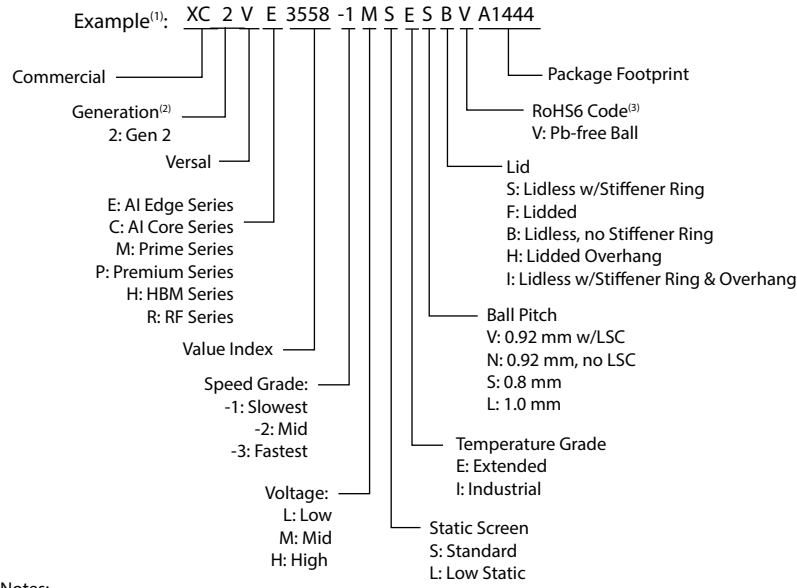 Example(1): XC 2 V E 3558 -1 M S E S B V A1444
Commercial
Package Footprint
Generation(2)
2: Gen 2
RoHS6 Code(3)
V: Pb-free Ball
Versal
Lid
S: Lidless w/Stiffener Ring
F: Lidded
B: Lidless, no Stiffener Ring
H: Lidded Overhang
I: Lidless w/Stiffener Ring & Overhang
E: AI Edge Series
C: AI Core Series
M: Prime Series
P: Premium Series
H: HBM Series
R: RF Series
Ball Pitch
V: 0.92 mm w/LSC
N: 0.92 mm, no LSC
S: 0.8 mm
L: 1.0 mm
Value Index
Speed Grade:
-1: Slowest
-2: Mid
-3: Fastest
Temperature Grade
E: Extended
I: Industrial
Voltage:
L: Low
M: Mid
H: High
Static Screen
S: Standard
L: Low Static
Notes: